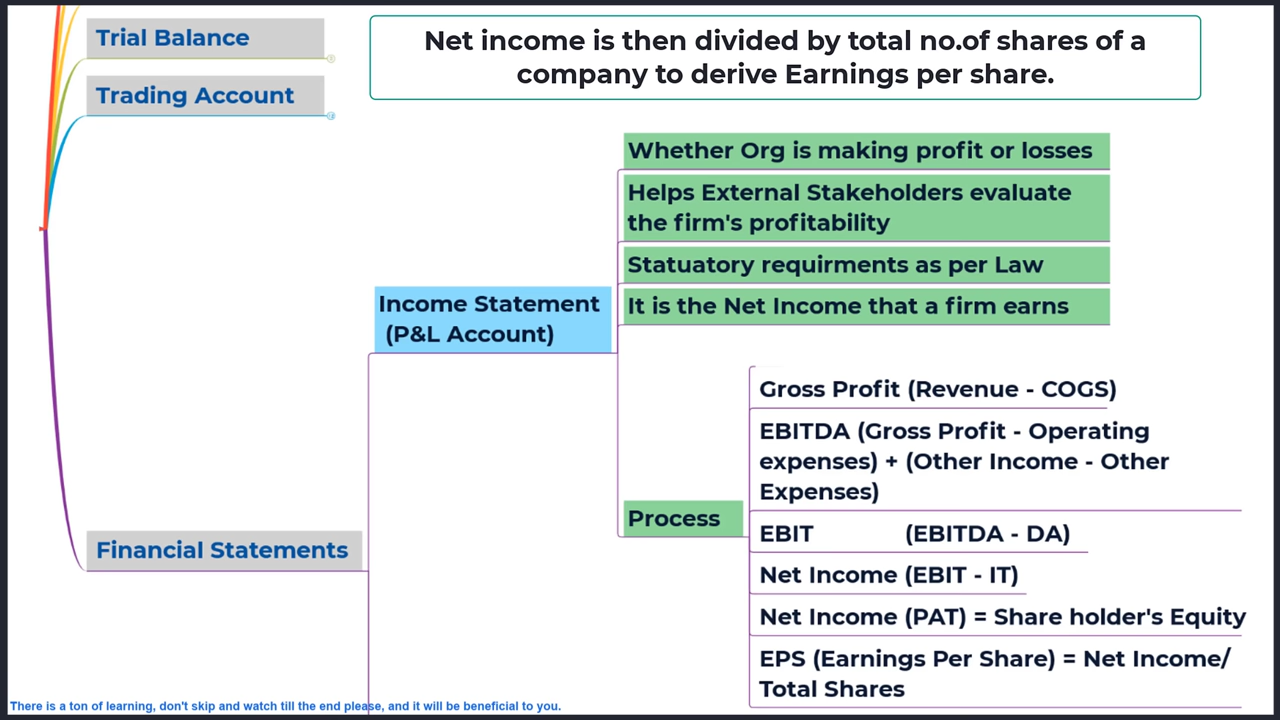 Trial Balance
Trading Account
Net income is then divided by total no.of shares of a
company to derive Earnings per share.
Whether Org is making profit or losses
Helps External Stakeholders evaluate
the firm's profitability
Statuatory requirments as per Law
It is the Net Income that a firm earns
Income Statement
(P&L Account)
Process
Gross Profit (Revenue - COGS)
EBITDA (Gross Profit - Operating
expenses) + (Other Income - Other
Expenses)
EBIT (EBITDA - DA)
Net Income (EBIT - IT)
Net Income (PAT) = Share holder's Equity
EPS (Earnings Per Share) = Net Income/
Total Shares
Financial Statements
There is a ton of learning, don't skip and watch till the end please, and it will be beneficial to you.